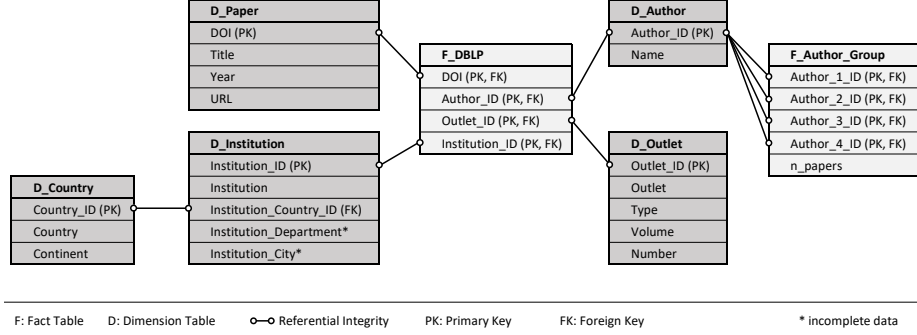 D_Paper
DOI (PK)
Title
Year
URL
D_Author
Author_ID (PK)
Name
F_DBLP
DOI (PK, FK)
Author_ID (PK, FK)
Outlet_ID (PK, FK)
Institution_ID (PK, FK)
F_Author_Group
Author_1_ID (PK, FK)
Author_2_ID (PK, FK)
Author_3_ID (PK, FK)
Author_4_ID (PK, FK)
n_papers
D_Institution
Institution_ID (PK)
Institution
Institution_Country_ID (FK)
Institution_Department*
Institution_City*
D_Outlet
Outlet_ID (PK)
Outlet
Type
Volume
Number
D_Country
Country_ID (PK)
Country
Continent
F: Fact Table D: Dimension Table Referential Integrity PK: Primary Key FK: Foreign Key * incomplete data